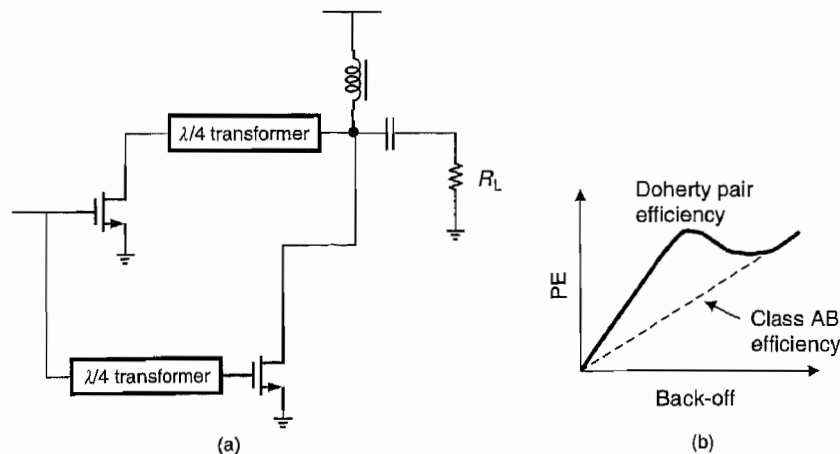 λ/4 transformer
R_L
λ/4 transformer
(a)
Doherty pair
efficiency
PE
Class AB
efficiency
Back-off
(b)